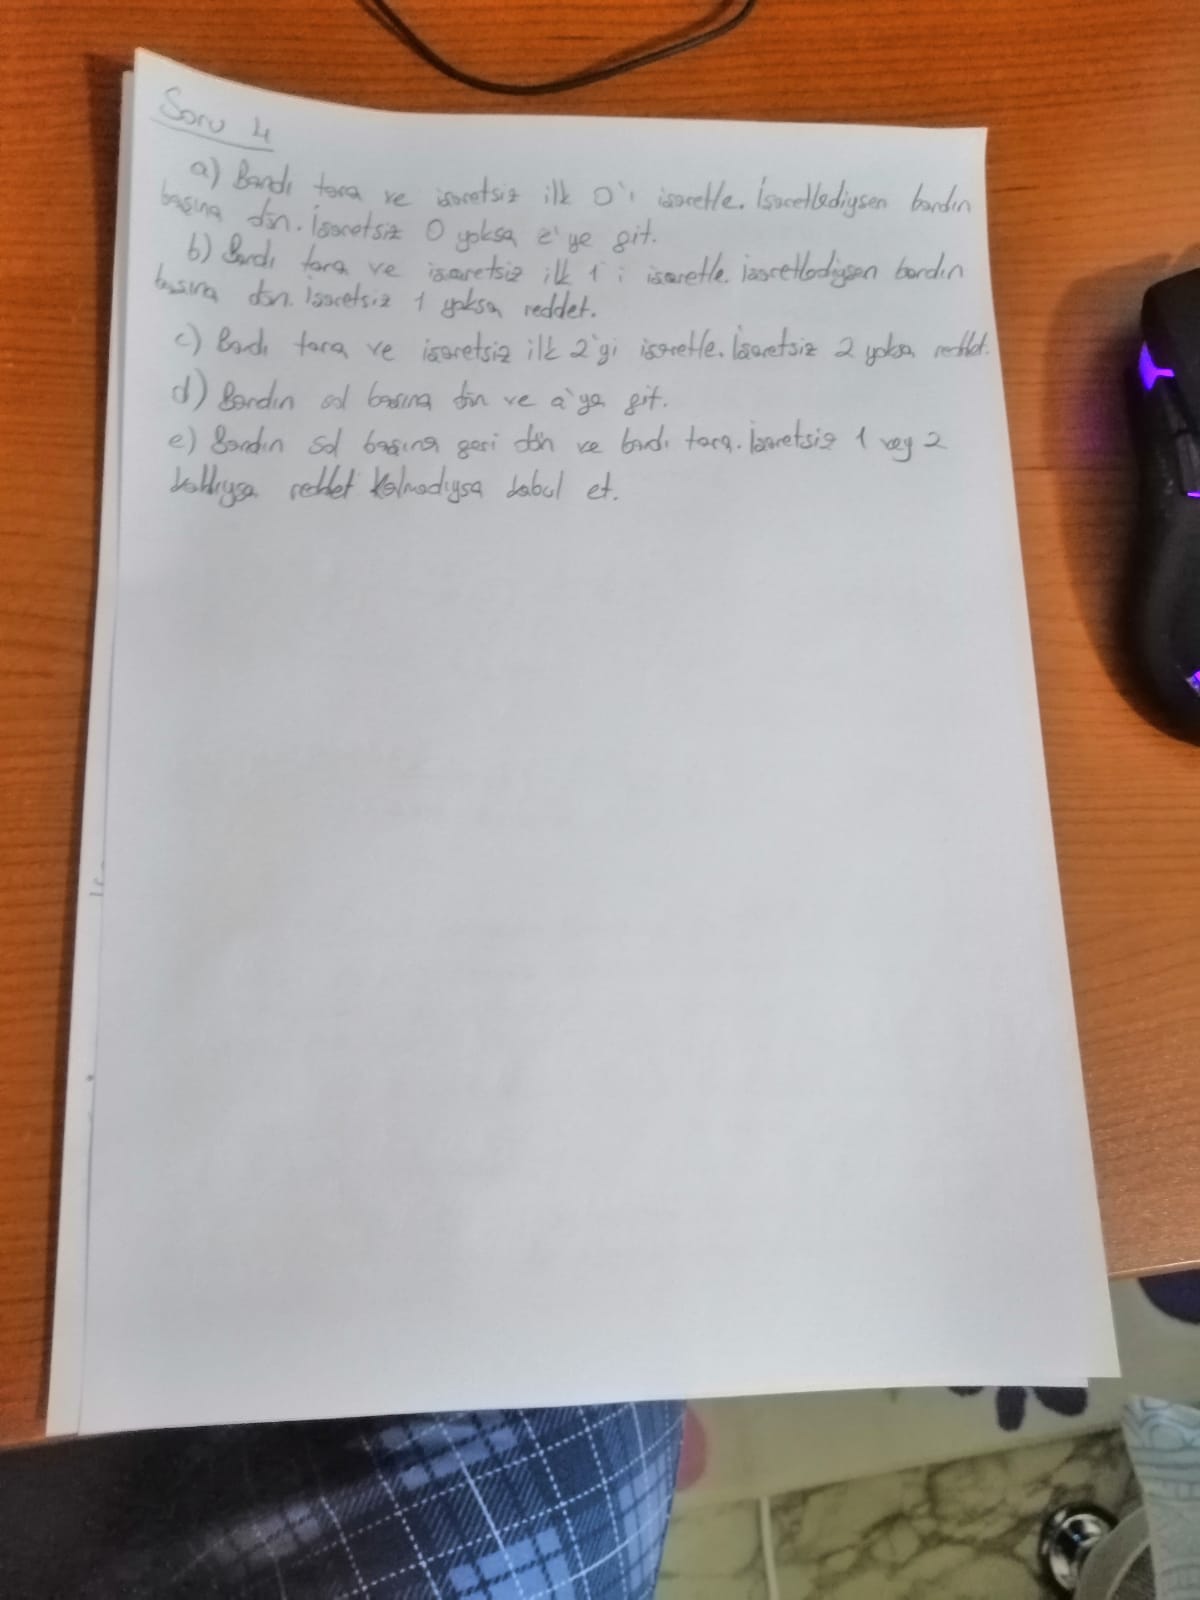 Soru 4
a) Bandı tara ve işaretsiz ilk 0'ı işaretle. İşaretlediysen bandın
başına dön. İşaretsiz 0 yoksa e'ye git.
b) Bandı tara ve işaretsiz ilk 1'i işaretle. İşaretlediysen bandın
başına dön. İşaretsiz 1 yoksa reddet.
c) Bandı tara ve işaretsiz ilk 2'yi işaretle. İşaretsiz 2 yoksa reddet.
d) Bandın sol başına dön ve a'ya git.
e) Bandın sol başına geri dön ve bandı tara. İşaretsiz 1 vey 2
kaldıysa reddet kalmadıysa kabul et.